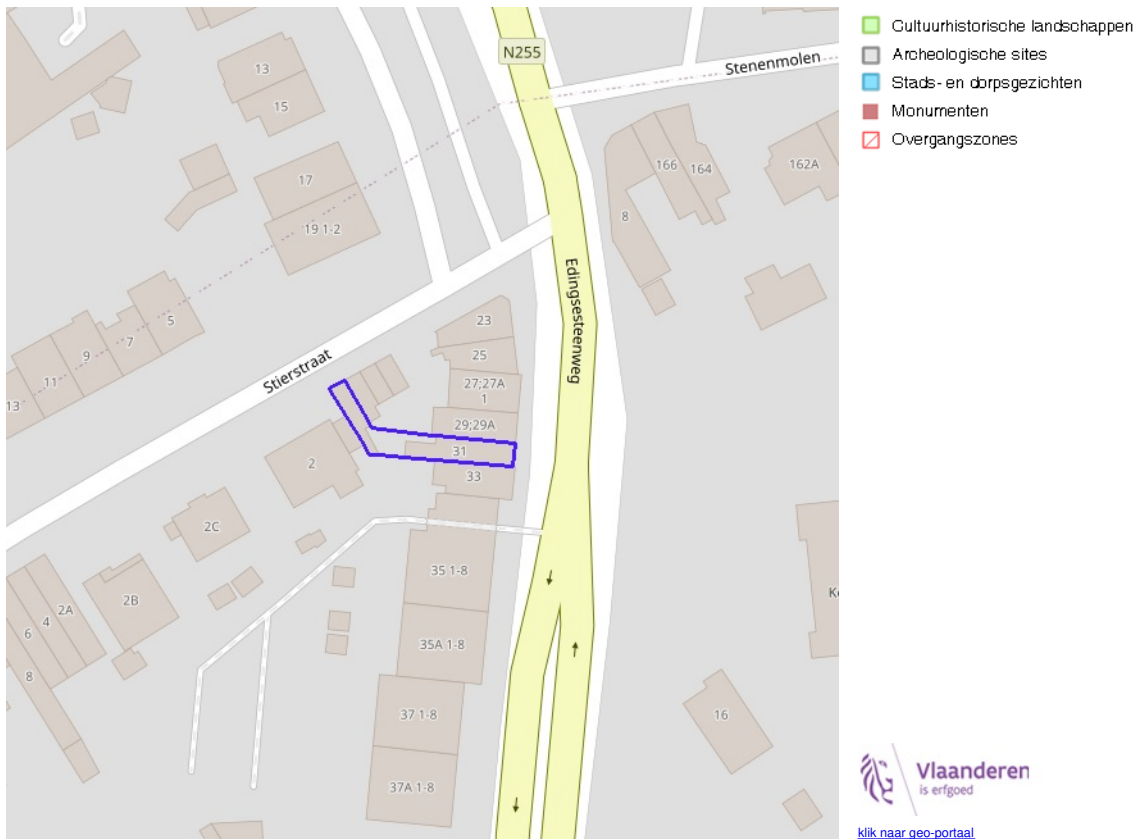 N255
Stenenmolen
13
15
166
164
162A
17
8
19 1-2
Edingsesteenweg
5
23
7
9
25
11
Stierstraat
27;27A
1
13
29;29A
31
2
33
2C
35 1-8
2B
2A
4
6
35A 1-8
8
37 1-8
16
37A 1-8
Cultuurhistorische landschappen
Archeologische sites
Stads- en dorpsgezichten
Monumenten
Overgangszones
Vlaanderen
is erfgoed
klik naar geo-portaal